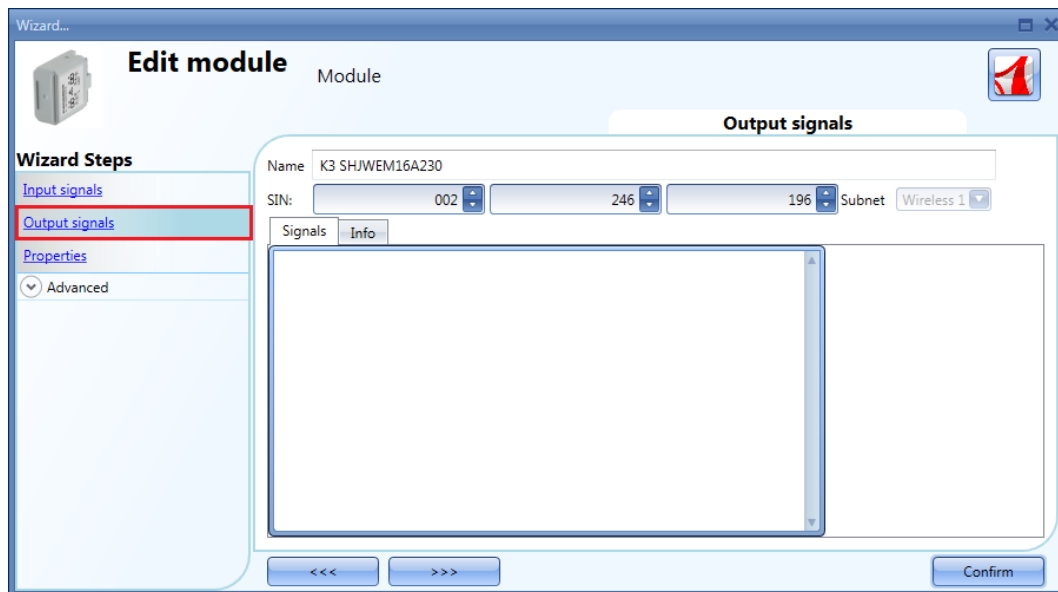 Wizard...
Edit module
Module
Output signals
Wizard Steps
Input signals
Output signals
Properties
Advanced
Name K3 SHJWEM16A230
SIN: 002 246 196 Subnet Wireless 1
Signals Info
<<< >>> Confirm